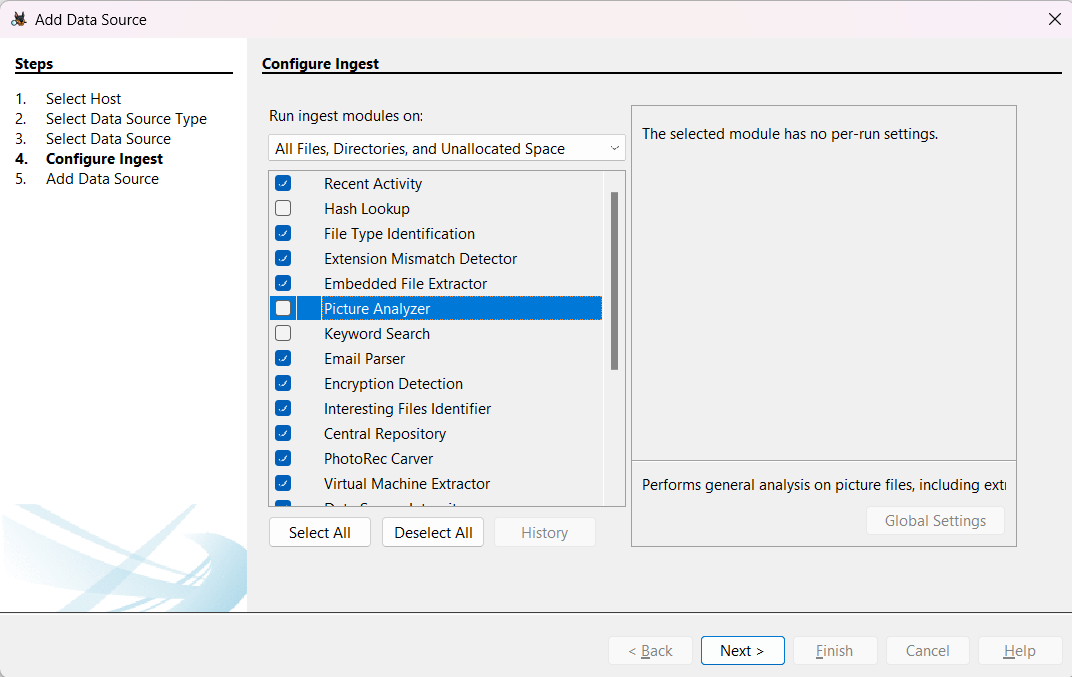 Add Data Source
Steps
1. Select Host
2. Select Data Source Type
3. Select Data Source
4. Configure Ingest
5. Add Data Source
Configure Ingest
Run ingest modules on:
All Files, Directories, and Unallocated Space
Recent Activity
Hash Lookup
File Type Identification
Extension Mismatch Detector
Embedded File Extractor
Picture Analyzer
Keyword Search
Email Parser
Encryption Detection
Interesting Files Identifier
Central Repository
PhotoRec Carver
Virtual Machine Extractor
Select All
Deselect All
History
The selected module has no per-run settings.
Performs general analysis on picture files, including
Global Settings
< Back
Next >
Finish
Cancel
Help